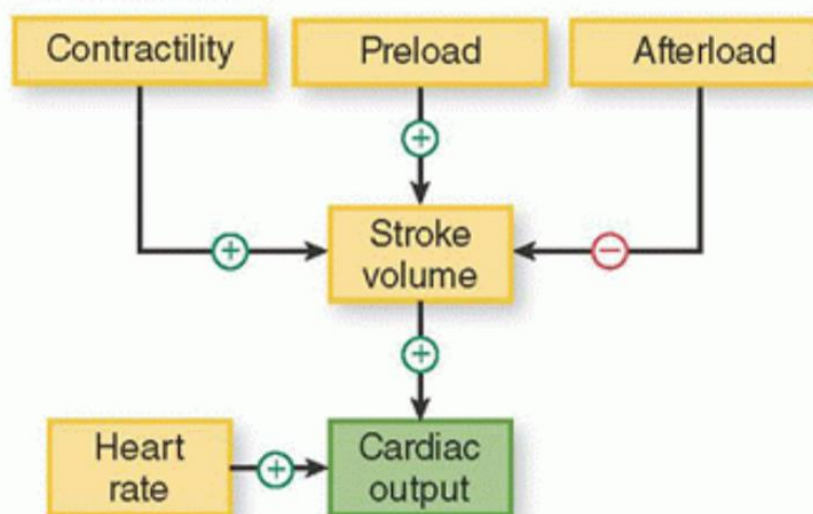 Contractility
Preload
Afterload
+
+
Stroke
volume
−
+
Heart
rate
+
Cardiac
output